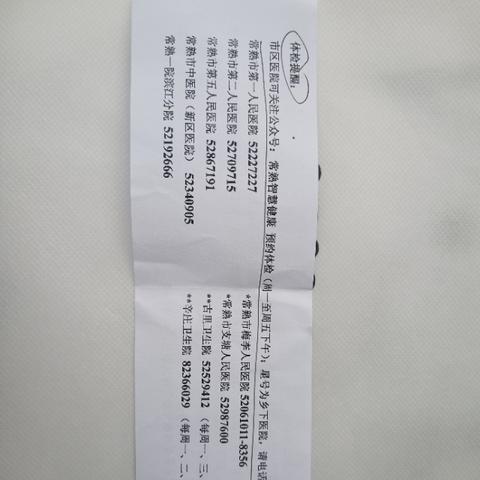 体检提醒：
市区医院可关注公众号：常熟智慧健康 预约体检（周一至周五下午）；星号为乡下医院，请电话
常熟市第一人民医院 52227227
*常熟市梅李人民医院 52061011-8356
常熟市第二人民医院 52709715
*常熟市支塘人民医院 52987600
常熟市第五人民医院 52867191
**古里卫生院 52529412（每周一、三、
常熟市中医院（新区医院） 52340905
**辛庄卫生院 82366029（每周一、二、
常熟一院滨江分院 52192666